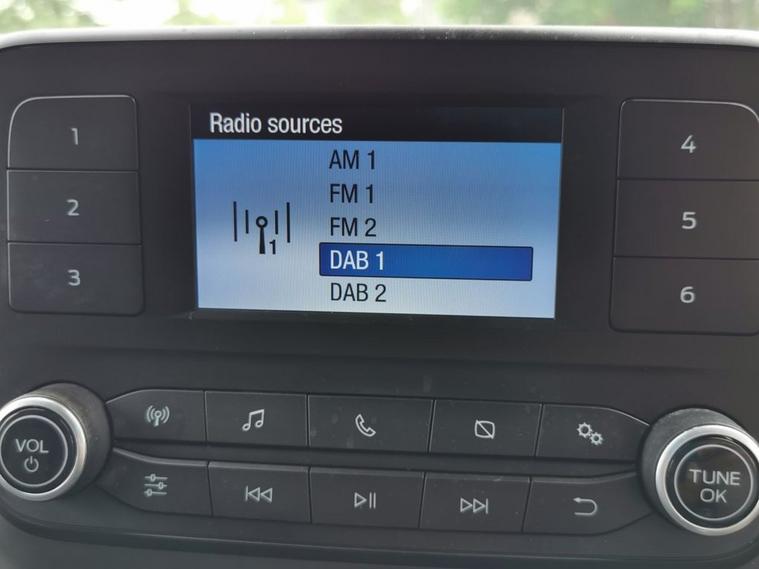 Radio sources
AM 1
FM 1
FM 2
DAB 1
DAB 2
1
1
2
3
4
5
6
VOL
TUNE
OK